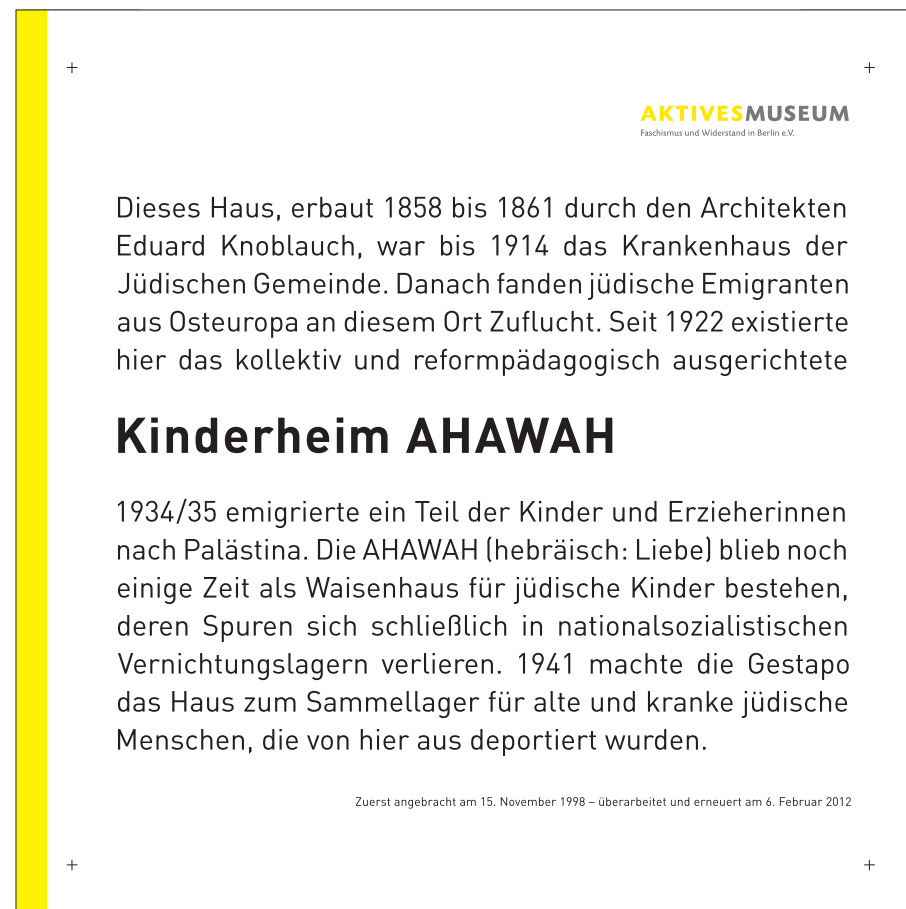 AKTIVESMUSEUM
Faschismus und Widerstand in Berlin e.V.
Dieses Haus, erbaut 1858 bis 1861 durch den Architekten
Eduard Knoblauch, war bis 1914 das Krankenhaus der
Jüdischen Gemeinde. Danach fanden jüdische Emigranten
aus Osteuropa an diesem Ort Zuflucht. Seit 1922 existierte
hier das kollektiv und reformpädagogisch ausgerichtete
Kinderheim AHAWAH
1934/35 emigrierte ein Teil der Kinder und Erzieherinnen
nach Palästina. Die AHAWAH (hebräisch: Liebe) blieb noch
einige Zeit als Waisenhaus für jüdische Kinder bestehen,
deren Spuren sich schließlich in nationalsozialistischen
Vernichtungslagern verlieren. 1941 machte die Gestapo
das Haus zum Sammellager für alte und kranke jüdische
Menschen, die von hier aus deportiert wurden.
Zuerst angebracht am 15. November 1998 – überarbeitet und erneuert am 6. Februar 2012